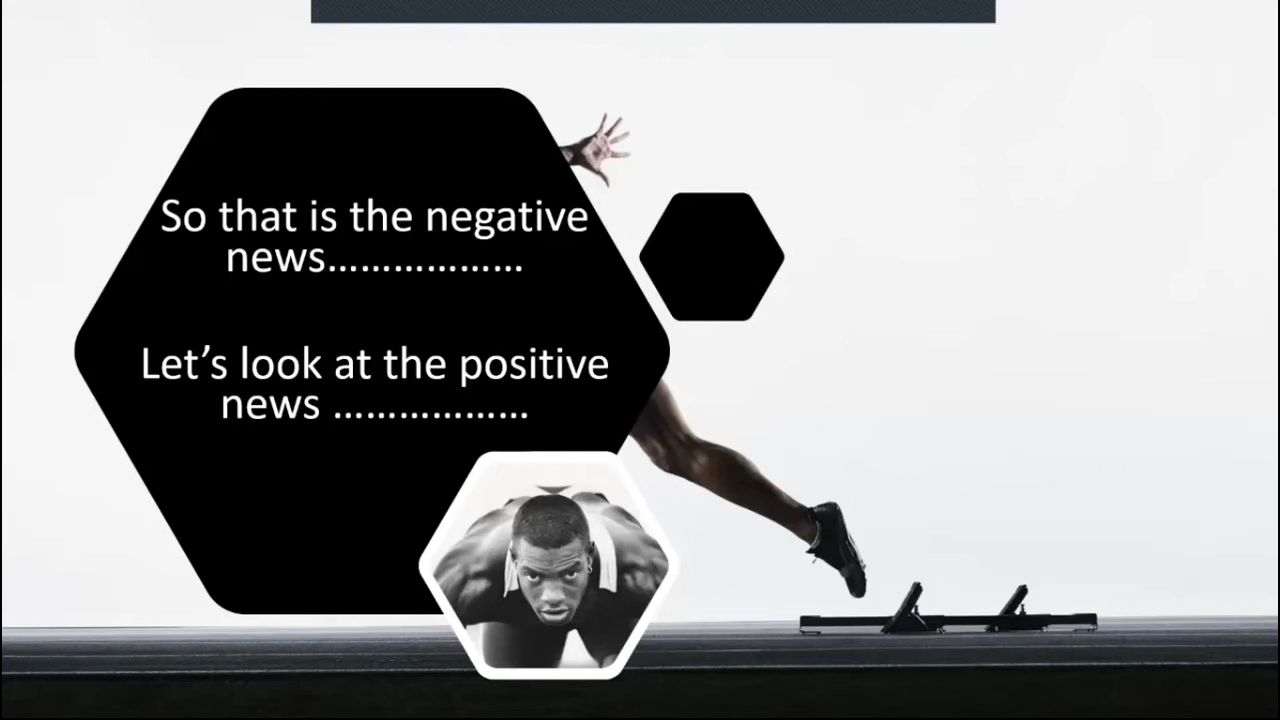 So that is the negative
news………………
Let’s look at the positive
news ………………